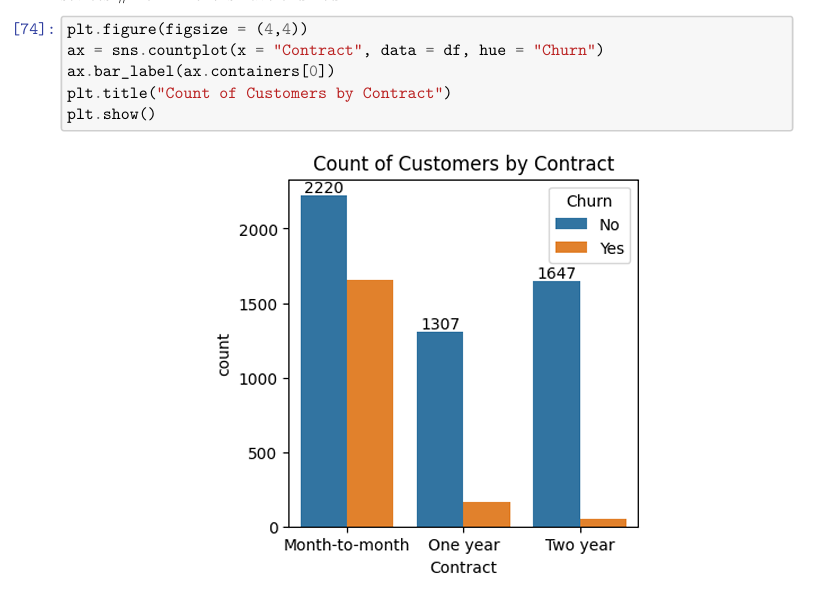 [74]: plt.figure(figsize = (4,4))
ax = sns.countplot(x = "Contract", data = df, hue = "Churn")
ax.bar_label(ax.containers[0])
plt.title("Count of Customers by Contract")
plt.show()
Count of Customers by Contract
2220
Churn
No
Yes
2000
1647
1500
1307
count
1000
500
0
Month-to-month One year Two year
Contract